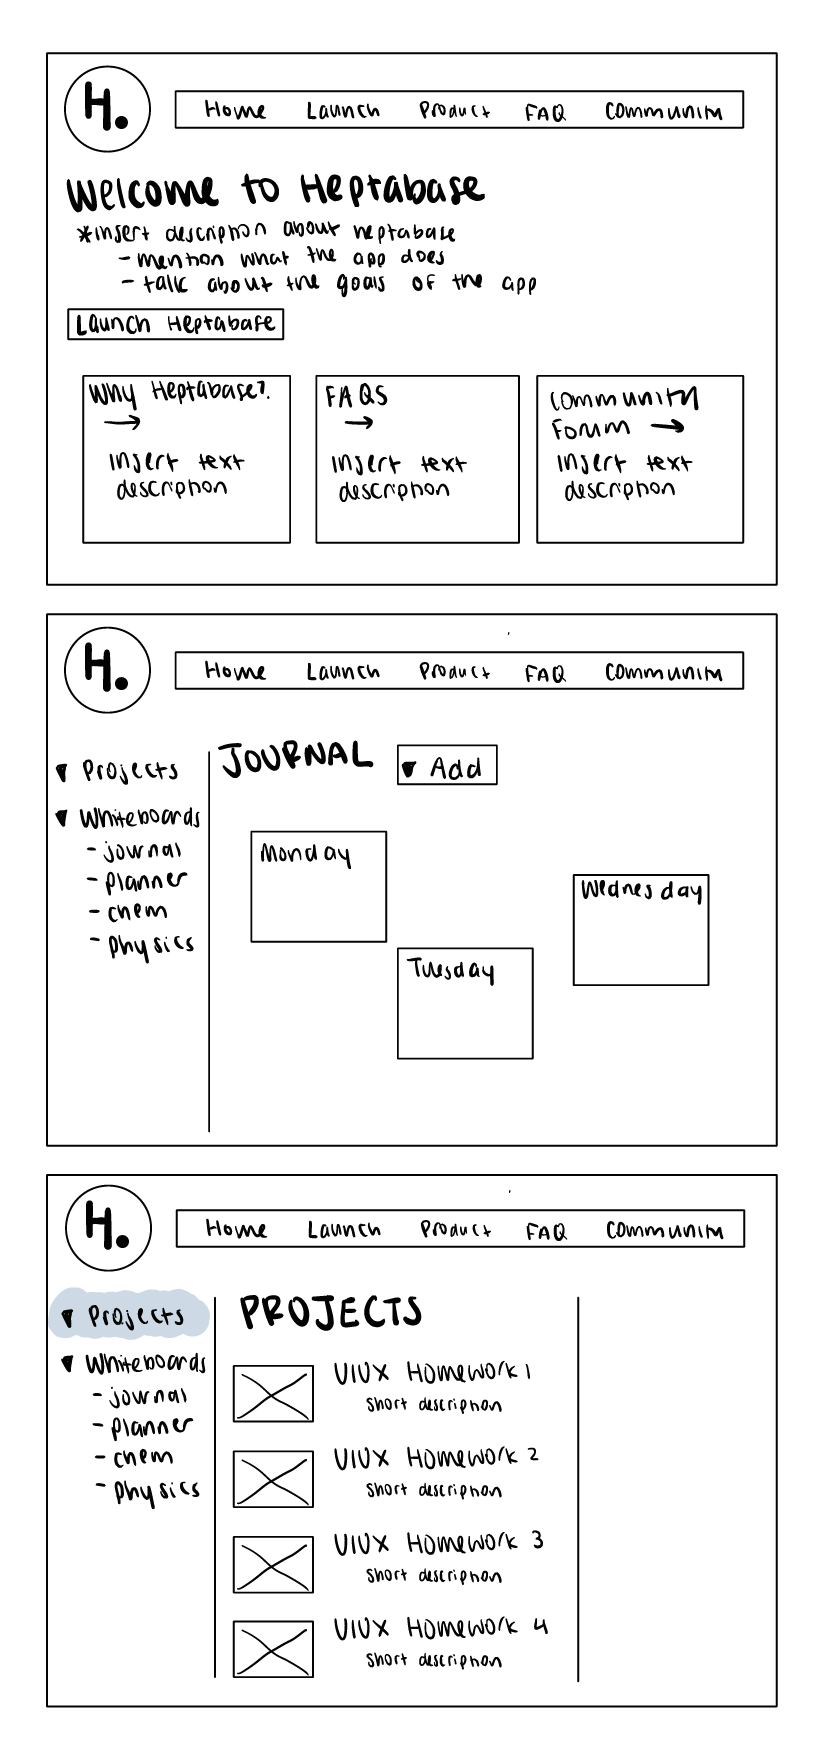 H.
Home Launch Product FAQ Community
Welcome to Heptabase
*insert description about heptabase
- mention what the app does
- talk about the goals of the app
Launch Heptabase
Why Heptabase?
→
insert text
description
FAQS
→
insert text
description
Community
Forum →
insert text
description
H.
Home Launch Product FAQ Community
▼ Projects
▼ Whiteboards
- journal
- planner
- chem
- physics
JOURNAL
▼ Add
Monday
Tuesday
Wednesday
H.
Home Launch Product FAQ Community
▼ Projects
▼ Whiteboards
- journal
- planner
- chem
- physics
PROJECTS
UIUX Homework 1
short description
UIUX Homework 2
short description
UIUX Homework 3
short description
UIUX Homework 4
short description